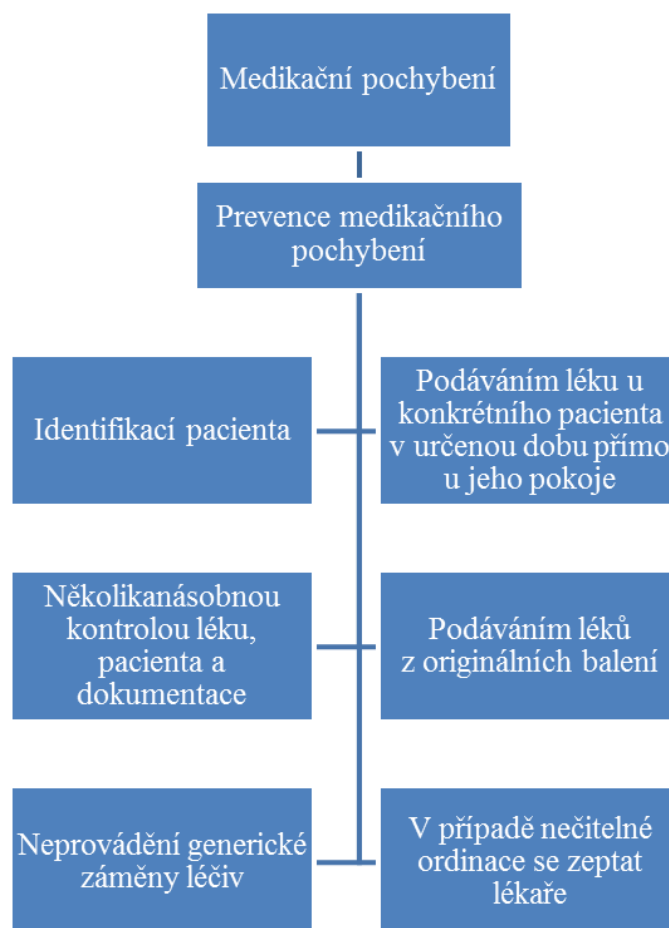 Medikační pochybení
Prevence medikačního
pochybení
Identifikací pacienta
Podáváním léku u
konkrétního pacienta
v určenou dobu přímo
u jeho pokoje
Několikanásobnou
kontrolou léku,
pacienta a
dokumentace
Podáváním léků
z originálních balení
Neprovádění generické
záměny léčiv
V případě nečitelné
ordinace se zeptat
lékaře